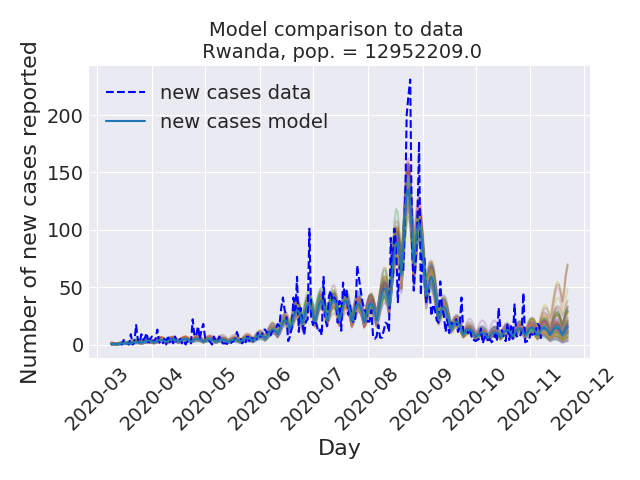 Model comparison to data
Rwanda, pop. = 12952209.0
Number of new cases reported
new cases data
new cases model
200
150
100
50
0
2020-03
2020-04
2020-05
2020-06
2020-07
2020-08
2020-09
2020-10
2020-11
2020-12
Day